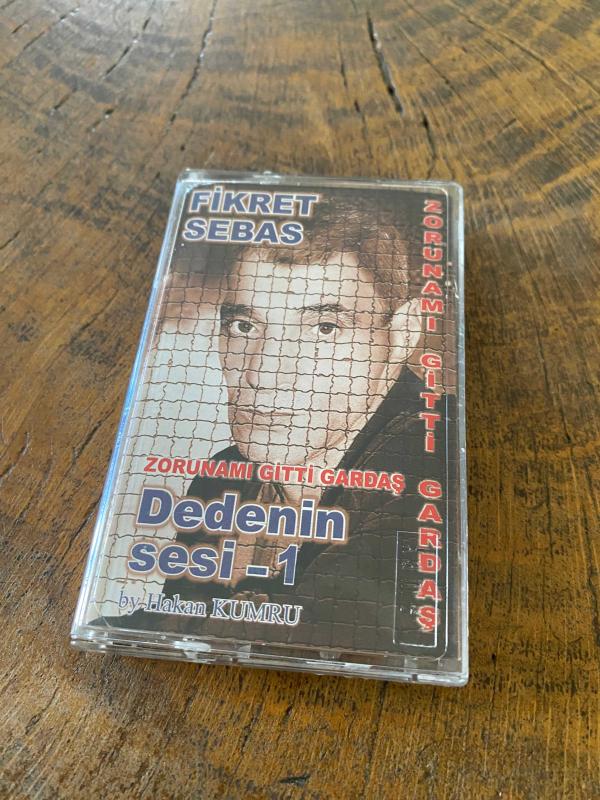 FİKRET
SEBAS
ZORUNAMI GİTTİ GARDAŞ
ZORUNAMI GİTTİ GARDAŞ
Dedenin
sesi - 1
by Hakan KUMRU